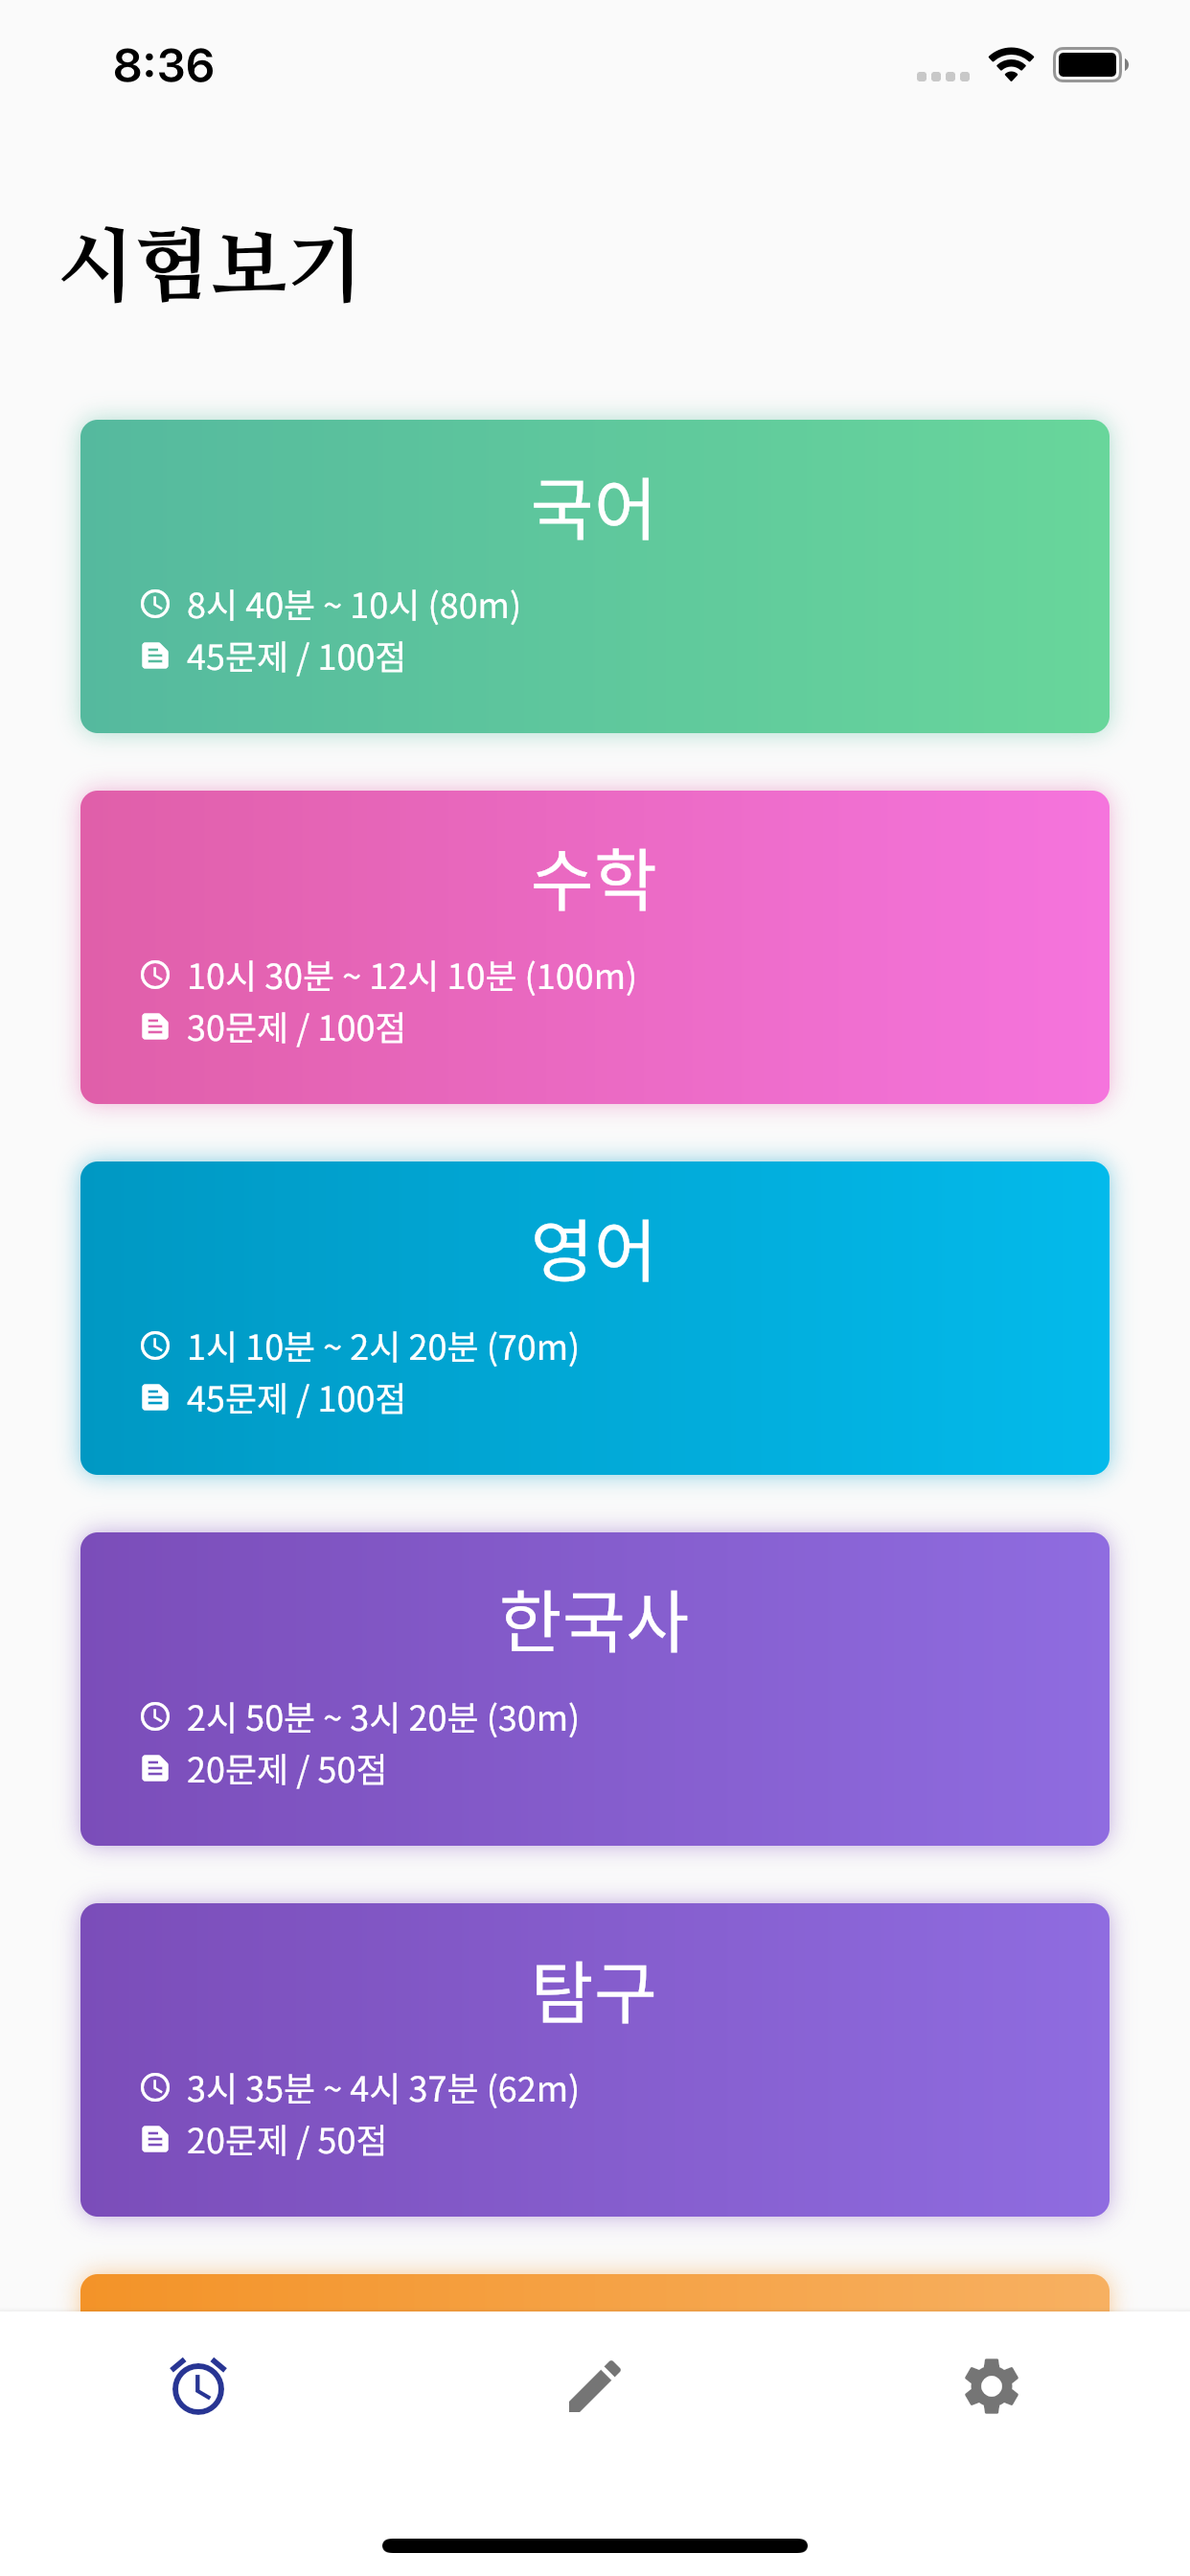 8:36
시험보기
국어
8시 40분 ~ 10시 (80m)
45문제 / 100점
수학
10시 30분 ~ 12시 10분 (100m)
30문제 / 100점
영어
1시 10분 ~ 2시 20분 (70m)
45문제 / 100점
한국사
2시 50분 ~ 3시 20분 (30m)
20문제 / 50점
탐구
3시 35분 ~ 4시 37분 (62m)
20문제 / 50점